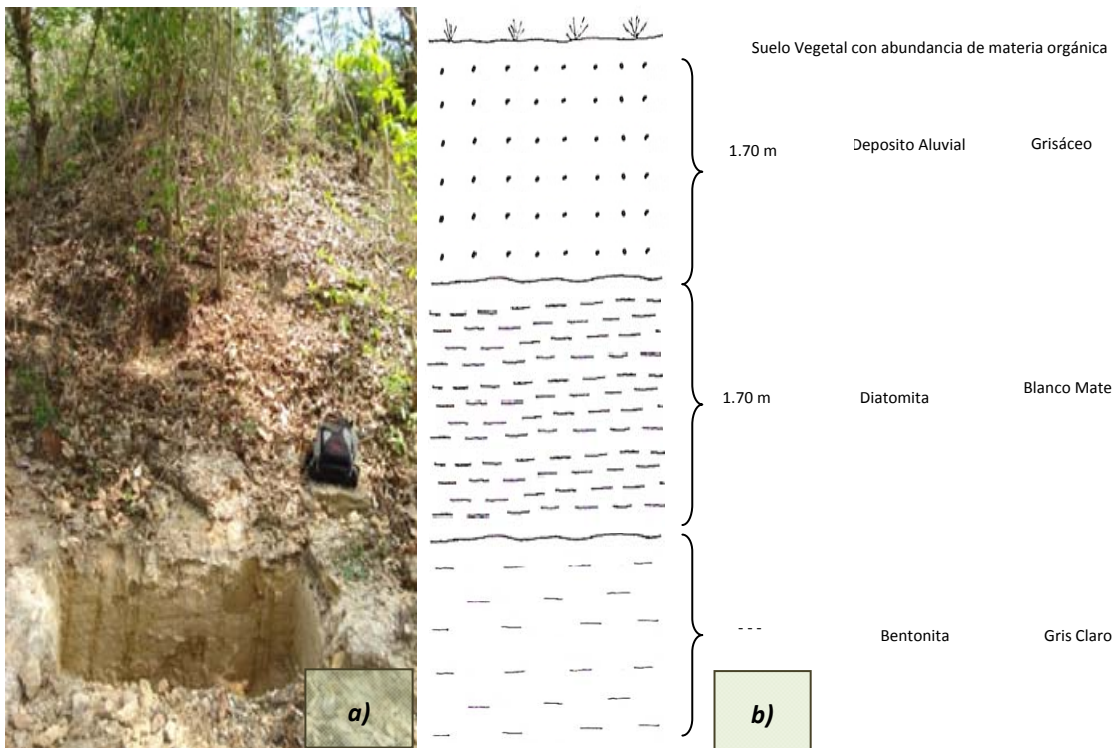 Suelo Vegetal con abundancia de materia orgánica
1.70 m Deposito Aluvial Grisáceo
1.70 m Diatomita Blanco Mate
--- Bentonita Gris Claro
a) b)